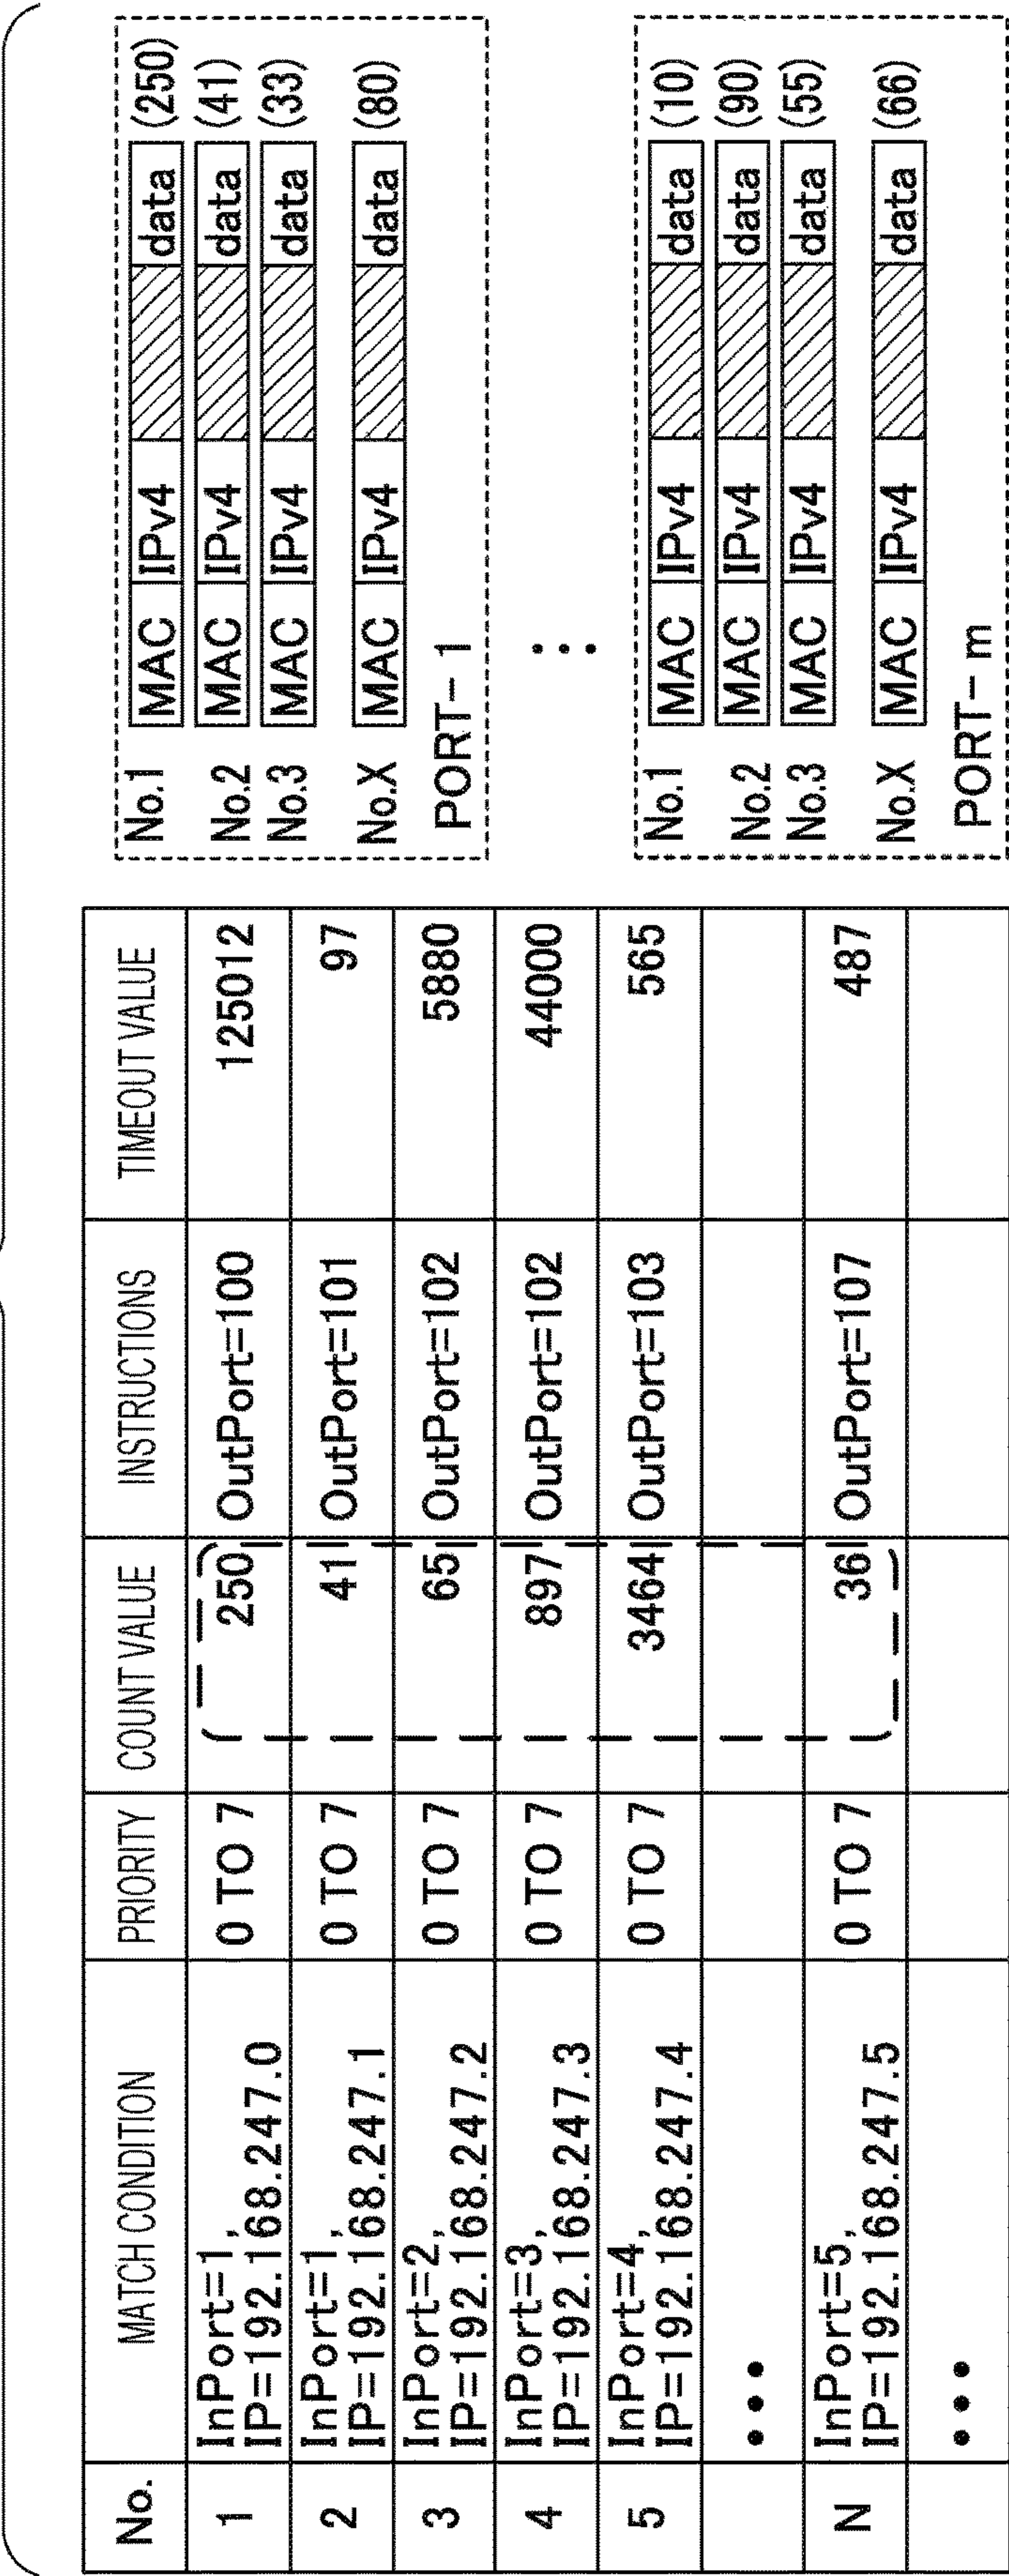 No. MATCH CONDITION PRIORITY COUNT VALUE INSTRUCTIONS TIMEOUT VALUE
1 InPort=1, 0 TO 7 250 OutPort=100 125012
IP=192.168.247.0
2 InPort=1, 0 TO 7 41 OutPort=101 97
IP=192.168.247.1
3 InPort=2, 0 TO 7 65 OutPort=102 5880
IP=192.168.247.2
4 InPort=3, 0 TO 7 897 OutPort=102 44000
IP=192.168.247.3
5 InPort=4, 0 TO 7 3464 OutPort=103 565
IP=192.168.247.4
•••
N InPort=5, 0 TO 7 36 OutPort=107 487
IP=192.168.247.5
•••
No.1 MAC IPv4 data (250)
No.2 MAC IPv4 data (41)
No.3 MAC IPv4 data (33)
No.X MAC IPv4 data (80)
PORT- 1
⋮
No.1 MAC IPv4 data (10)
No.2 MAC IPv4 data (90)
No.3 MAC IPv4 data (55)
No.X MAC IPv4 data (66)
PORT- m